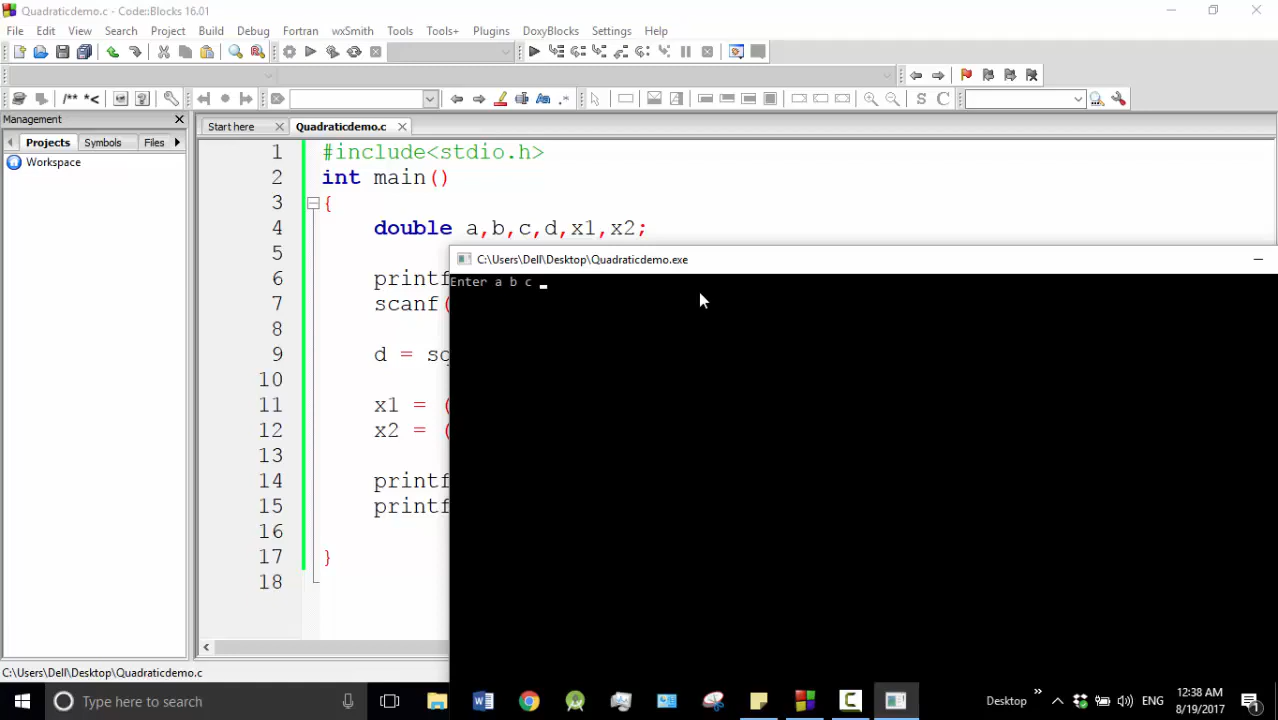 Quadraticdemo.c - Code::Blocks 16.01
File Edit View Search Project Build Debug Fortran wxSmith Tools Tools+ Plugins DoxyBlocks Settings Help
/** *<
S C
Management
Projects Symbols Files
Workspace
Start here Quadraticdemo.c
1 #include<stdio.h>
2 int main()
3 {
4 double a,b,c,d,x1,x2;
5
6 printf
7 scanf(
8
9 d = sq
10
11 x1 = (
12 x2 = (
13
14 printf
15 printf
16
17 }
18
C:\Users\Dell\Desktop\Quadraticdemo.exe
Enter a b c
C:\Users\Dell\Desktop\Quadraticdemo.c
Type here to search
Desktop
ENG
12:38 AM
8/19/2017
1